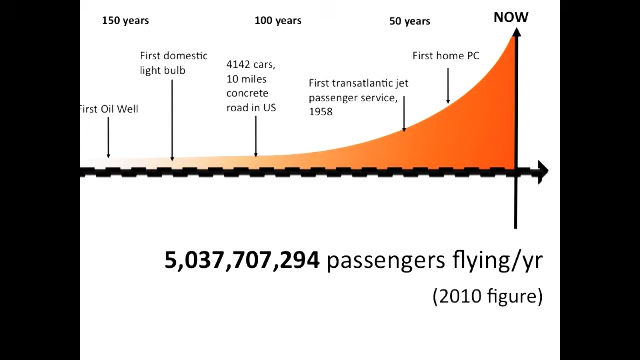 150 years
100 years
50 years
NOW
First domestic
light bulb
4142 cars,
10 miles
concrete
road in US
First home PC
First transatlantic jet
passenger service,
1958
First Oil Well
5,037,707,294 passengers flying/yr
(2010 figure)